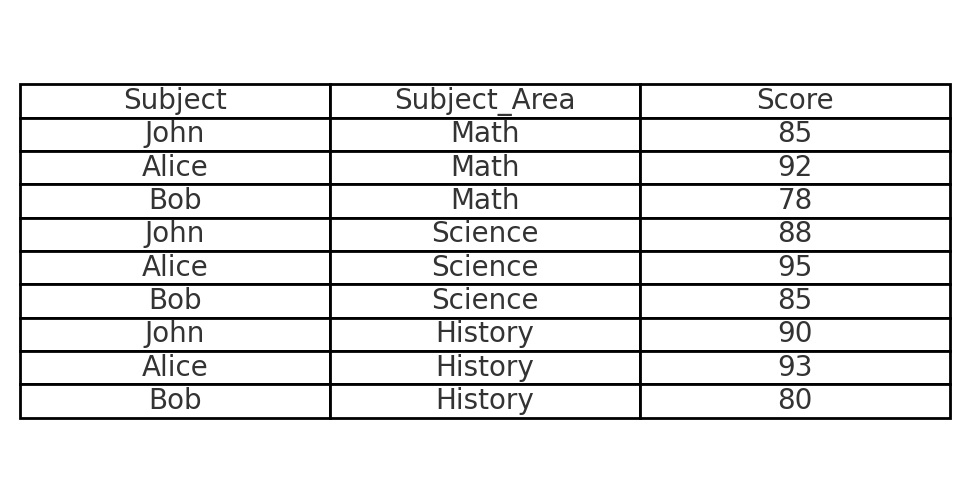 Subject Subject_Area Score
John Math 85
Alice Math 92
Bob Math 78
John Science 88
Alice Science 95
Bob Science 85
John History 90
Alice History 93
Bob History 80